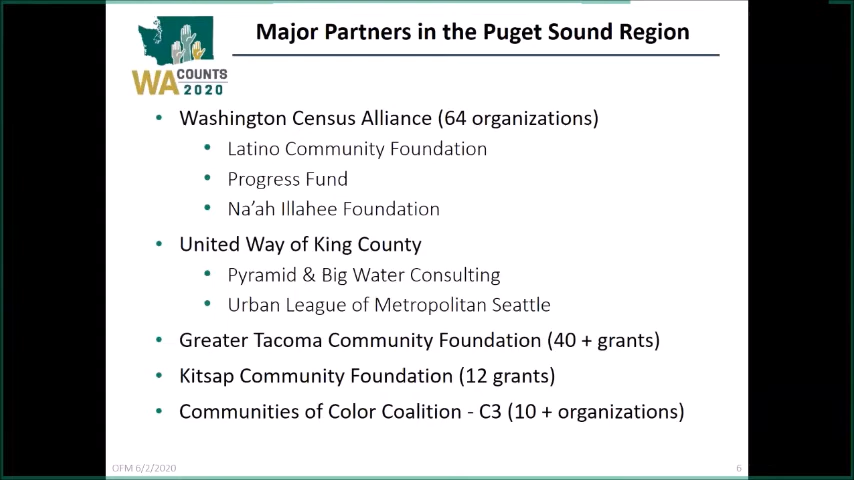 Major Partners in the Puget Sound Region
WA COUNTS
2020
• Washington Census Alliance (64 organizations)
• Latino Community Foundation
• Progress Fund
• Na’ah Illahee Foundation
• United Way of King County
• Pyramid & Big Water Consulting
• Urban League of Metropolitan Seattle
• Greater Tacoma Community Foundation (40 + grants)
• Kitsap Community Foundation (12 grants)
• Communities of Color Coalition - C3 (10 + organizations)
OFM 6/2/2020
6